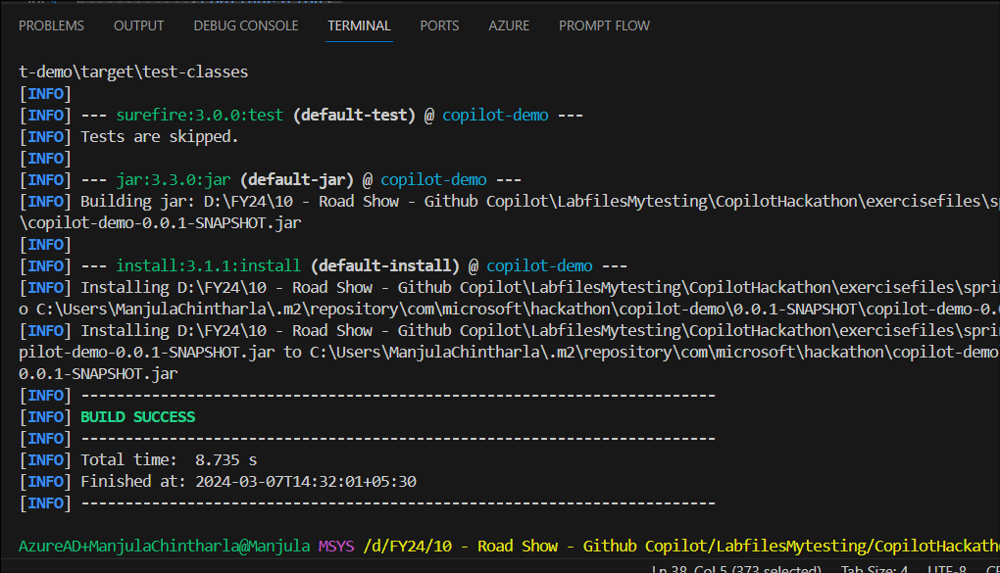 PROBLEMS OUTPUT DEBUG CONSOLE TERMINAL PORTS AZURE PROMPT FLOW
t-demo\target\test-classes
[INFO]
[INFO] --- surefire:3.0.0:test (default-test) @ copilot-demo ---
[INFO] Tests are skipped.
[INFO]
[INFO] --- jar:3.3.0:jar (default-jar) @ copilot-demo ---
[INFO] Building jar: D:\FY24\10 - Road Show - Github Copilot\LabfilesMytesting\CopilotHackathon\exercisefiles\sp
\copilot-demo-0.0.1-SNAPSHOT.jar
[INFO]
[INFO] --- install:3.1.1:install (default-install) @ copilot-demo ---
[INFO] Installing D:\FY24\10 - Road Show - Github Copilot\LabfilesMytesting\CopilotHackathon\exercisefiles\sprin
o C:\Users\ManjulaChintharla\.m2\repository\com\microsoft\hackathon\copilot-demo\0.0.1-SNAPSHOT\copilot-demo-0.0
[INFO] Installing D:\FY24\10 - Road Show - Github Copilot\LabfilesMytesting\CopilotHackathon\exercisefiles\sprin
pilot-demo-0.0.1-SNAPSHOT.jar to C:\Users\ManjulaChintharla\.m2\repository\com\microsoft\hackathon\copilot-demo
0.0.1-SNAPSHOT.jar
[INFO] ------------------------------------------------------------------------
[INFO] BUILD SUCCESS
[INFO] ------------------------------------------------------------------------
[INFO] Total time:  8.735 s
[INFO] Finished at: 2024-03-07T14:32:01+05:30
[INFO] ------------------------------------------------------------------------
AzureAD+ManjulaChintharla@Manjula MSYS /d/FY24/10 - Road Show - Github Copilot/LabfilesMytesting/CopilotHackath
Ln 38, Col 5 (373 selected) Tab Size: 4 UTF-8